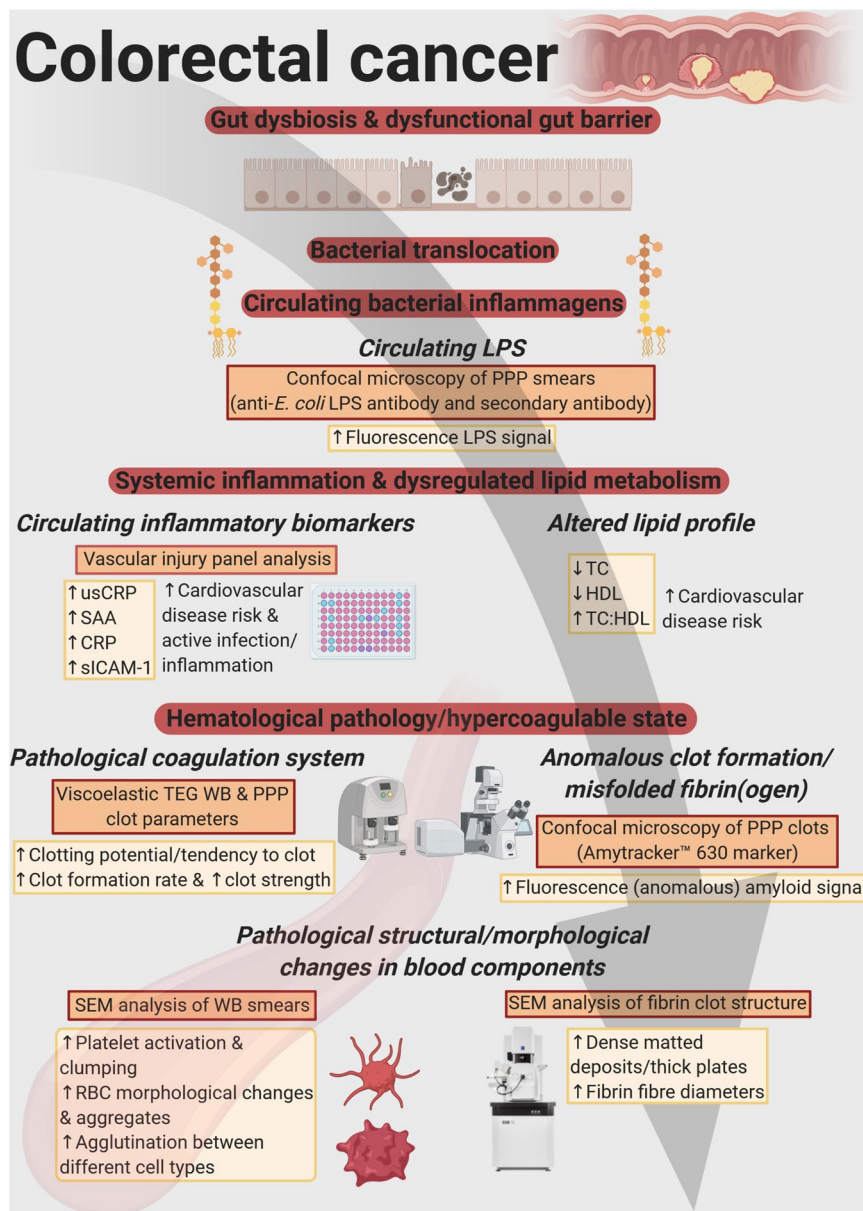 Colorectal cancer
Gut dysbiosis & dysfunctional gut barrier
Bacterial translocation
Circulating bacterial inflammagens
Circulating LPS
Confocal microscopy of PPP smears
(anti-E. coli LPS antibody and secondary antibody)
↑Fluorescence LPS signal
Systemic inflammation & dysregulated lipid metabolism
Circulating inflammatory biomarkers
Vascular injury panel analysis
↑usCRP
↑SAA
↑CRP
↑sICAM-1
↑Cardiovascular
disease risk &
active infection/
inflammation
Altered lipid profile
↓TC
↓HDL
↑TC:HDL
↑Cardiovascular
disease risk
Hematological pathology/hypercoagulable state
Pathological coagulation system
Viscoelastic TEG WB & PPP
clot parameters
↑Clotting potential/tendency to clot
↑Clot formation rate & ↑clot strength
Anomalous clot formation/
misfolded fibrin(ogen)
Confocal microscopy of PPP clots
(Amytracker™ 630 marker)
↑Fluorescence (anomalous) amyloid signa
Pathological structural/morphological
changes in blood components
SEM analysis of WB smears
↑Platelet activation &
clumping
↑RBC morphological changes
& aggregates
↑Agglutination between
different cell types
SEM analysis of fibrin clot structure
↑Dense matted
deposits/thick plates
↑Fibrin fibre diameters